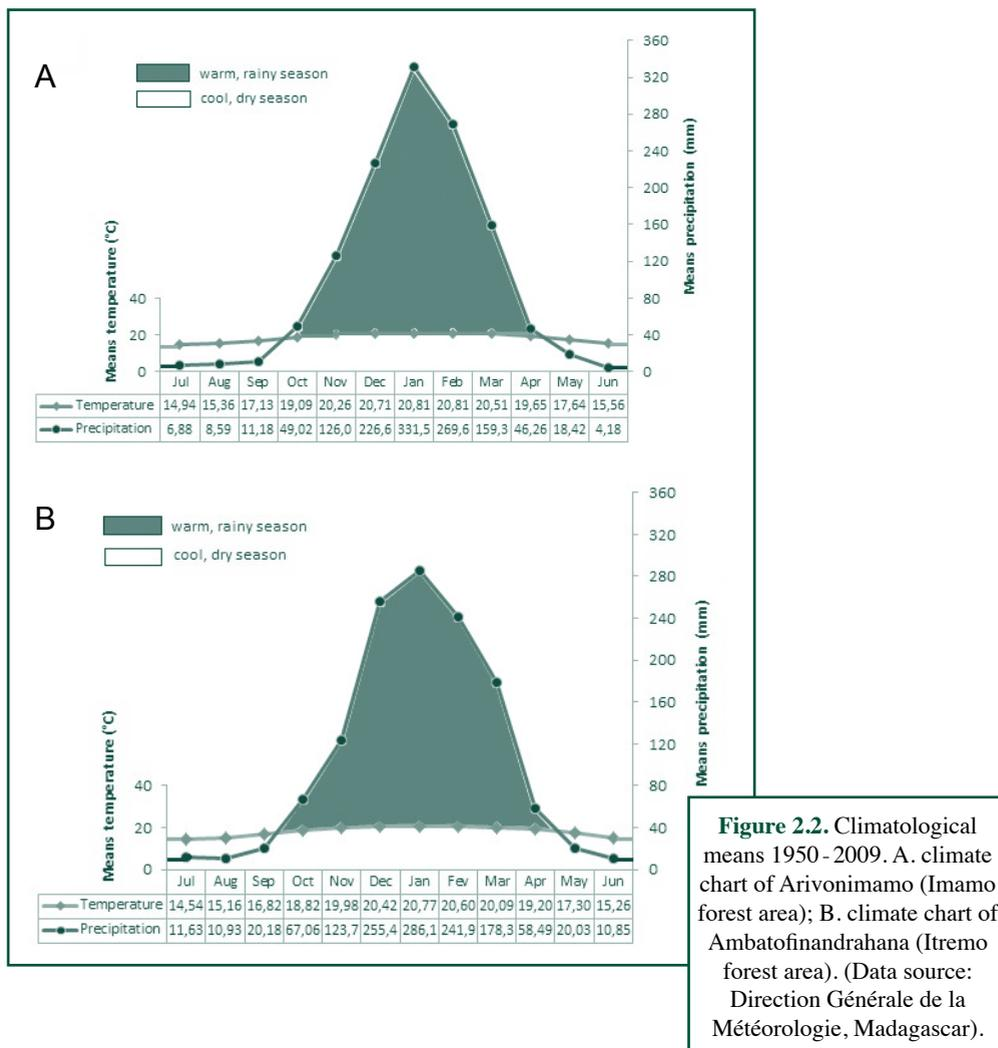 A
warm, rainy season
cool, dry season
Means temperature (°C)
40
20
0
360
320
280
240
200
160
120
80
40
0
Means precipitation (mm)
Jul Aug Sep Oct Nov Dec Jan Feb Mar Apr May Jun
Temperature 14,94 15,36 17,13 19,09 20,26 20,71 20,81 20,81 20,51 19,65 17,64 15,56
Precipitation 6,88 8,59 11,18 49,02 126,0 226,6 331,5 269,6 159,3 46,26 18,42 4,18
B
warm, rainy season
cool, dry season
Means temperature (°C)
40
20
0
360
320
280
240
200
160
120
80
40
0
Means precipitation (mm)
Jul Aug Sep Oct Nov Dec Jan Fev Mar Apr May Jun
Temperature 14,54 15,16 16,82 18,82 19,98 20,42 20,77 20,60 20,09 19,20 17,30 15,26
Precipitation 11,63 10,93 20,18 67,06 123,7 255,4 286,1 241,9 178,3 58,49 20,03 10,85
Figure 2.2. Climatological
means 1950-2009. A. climate
chart of Arivonimamo (Imamo
forest area); B. climate chart of
Ambatofinandrahana (Itremo
forest area). (Data source:
Direction Générale de la
Météorologie, Madagascar).